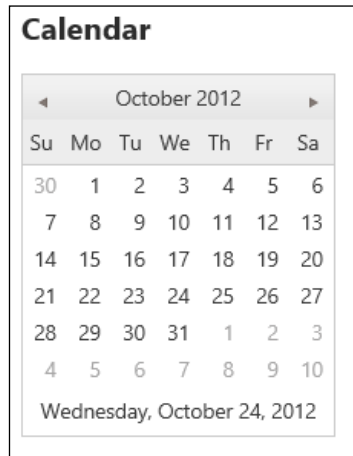 Calendar
October 2012
Su Mo Tu We Th Fr Sa
30 1 2 3 4 5 6
7 8 9 10 11 12 13
14 15 16 17 18 19 20
21 22 23 24 25 26 27
28 29 30 31 1 2 3
4 5 6 7 8 9 10
Wednesday, October 24, 2012